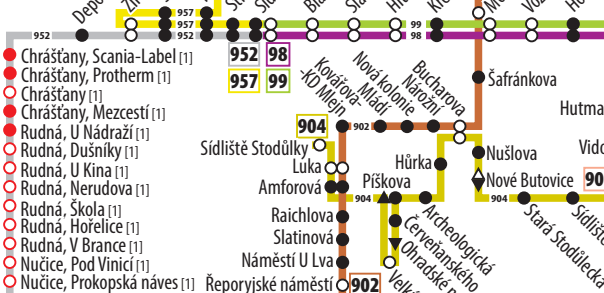 957
957
952
99
98
952 98
957 99
Chrášťany, Scania-Label [1]
Chrášťany, Protherm [1]
Chrášťany [1]
Chrášťany, Mezcestí [1]
Rudná, U Nádraží [1]
Rudná, Dušníky [1]
Rudná, U Kina [1]
Rudná, Nerudova [1]
Rudná, Škola [1]
Rudná, Hořelice [1]
Rudná, V Brance [1]
Nučice, Pod Vinicí [1]
Nučice, Prokopská náves [1]
Kovářova-
-KD Mlejn
Nová kolonie
Mládí
Bucharova
Nárožní
Šafránkova
904
902
Sídliště Stodůlky
Luka
Amforová
Raichlova
Slatinová
Náměstí U Lva
Řeporyjské náměstí
902
904
Píškova
Hůrka
Nušlova
Nové Butovice
904
Archeologická
Červeňanského
Ohradské
Stará Stodůlecká
Hutma